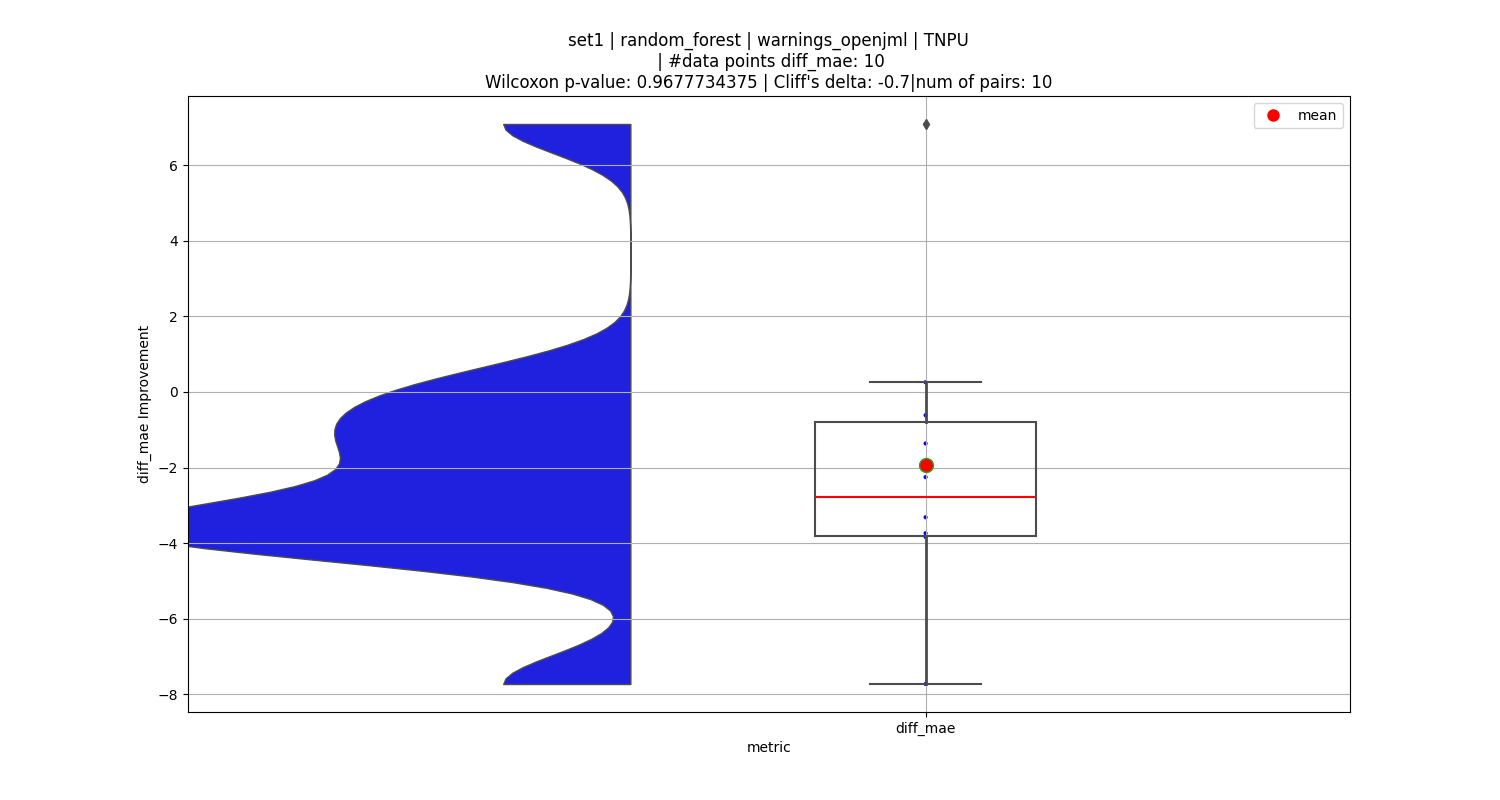 set1 | random_forest | warnings_openjml | TNPU
| #data points diff_mae: 10
Wilcoxon p-value: 0.9677734375 | Cliff's delta: -0.7|num of pairs: 10
mean
6
4
2
0
−2
−4
−6
−8
diff_mae Improvement
diff_mae
metric